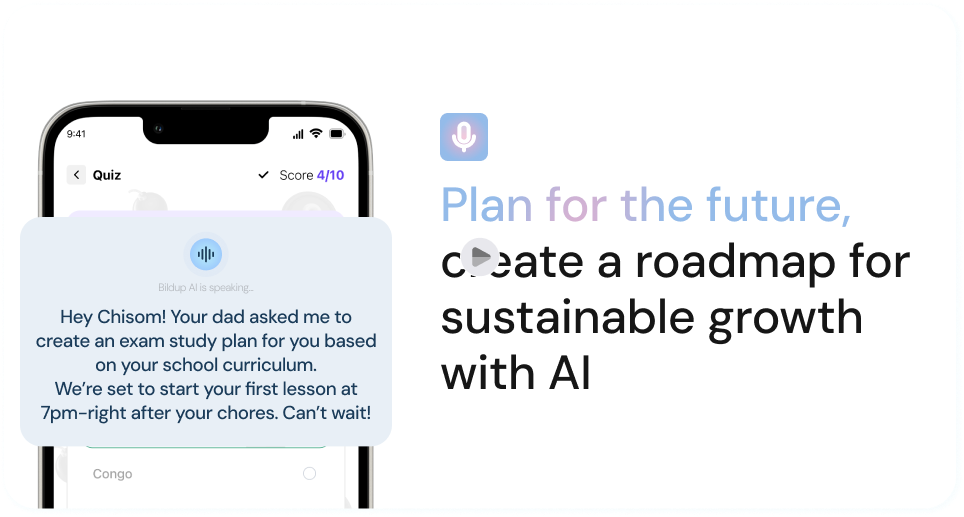 9:41
Quiz
Score 4/10
Bildup AI is speaking...
Hey Chisom! Your dad asked me to
create an exam study plan for you based
on your school curriculum.
We’re set to start your first lesson at
7pm–right after your chores. Can’t wait!
Congo
Plan for the future,
create a roadmap for
sustainable growth
with AI